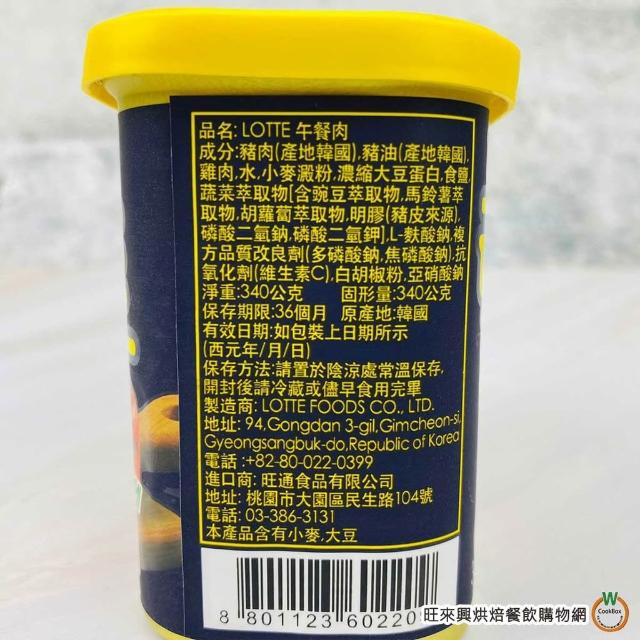 品名: LOTTE 午餐肉
成分:豬肉(產地韓國),豬油(產地韓國),
雞肉,水,小麥澱粉,濃縮大豆蛋白,食鹽,
蔬菜萃取物[含豌豆萃取物,馬鈴薯萃
取物,胡蘿蔔萃取物,明膠(豬皮來源),
磷酸二氫鈉,磷酸二氫鉀],L-麩酸鈉,複
方品質改良劑(多磷酸鈉,焦磷酸鈉),抗
氧化劑(維生素C),白胡椒粉,亞硝酸鈉
淨重:340公克 固形量:340公克
保存期限:36個月 原產地:韓國
有效日期:如包裝上日期所示
(西元年/月/日)
保存方法:請置於陰涼處常溫保存,
開封後請冷藏或儘早食用完畢
製造商: LOTTE FOODS CO., LTD.
地址: 94,Gongdan 3-gil,Gimcheon-si,
Gyeongsangbuk-do,Republic of Korea
電話 :+82-80-022-0399
進口商: 旺通食品有限公司
地址: 桃園市大園區民生路104號
電話: 03-386-3131
本產品含有小麥,大豆
8 801123 60220
旺來興烘焙餐飲購物網
W
CookBox